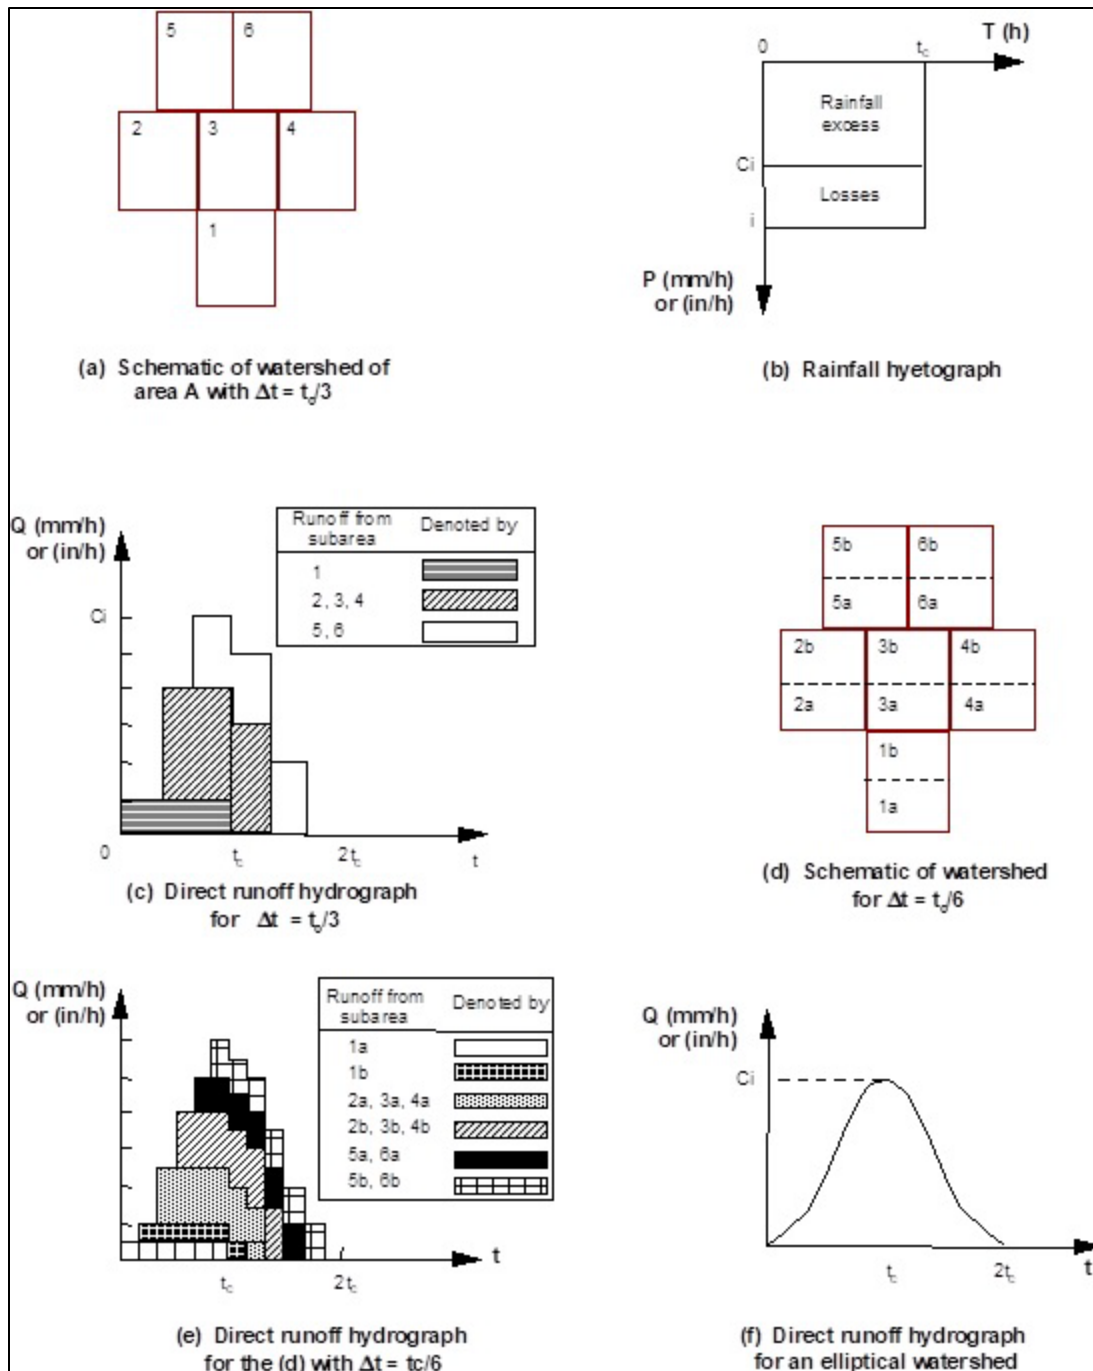 5 6
2 3 4
1
(a) Schematic of watershed of
area A with Δt = tc/3
T (h)
0 tc
Rainfall
excess
Ci
Losses
i
P (mm/h)
or (in/h)
(b) Rainfall hyetograph
Q (mm/h)
or (in/h)
Ci
Runoff from Denoted by
subarea
1
2, 3, 4
5, 6
0 tc 2tc t
(c) Direct runoff hydrograph
for Δt = tc/3
5b 6b
5a 6a
2b 3b 4b
2a 3a 4a
1b
1a
(d) Schematic of watershed
for Δt = tc/6
Q (mm/h)
or (in/h)
Runoff from Denoted by
subarea
1a
1b
2a, 3a, 4a
2b, 3b, 4b
5a, 6a
5b, 6b
tc 2tc t
(e) Direct runoff hydrograph
for the (d) with Δt = tc/6
Q (mm/h)
or (in/h)
Ci
tc 2tc t
(f) Direct runoff hydrograph
for an elliptical watershed